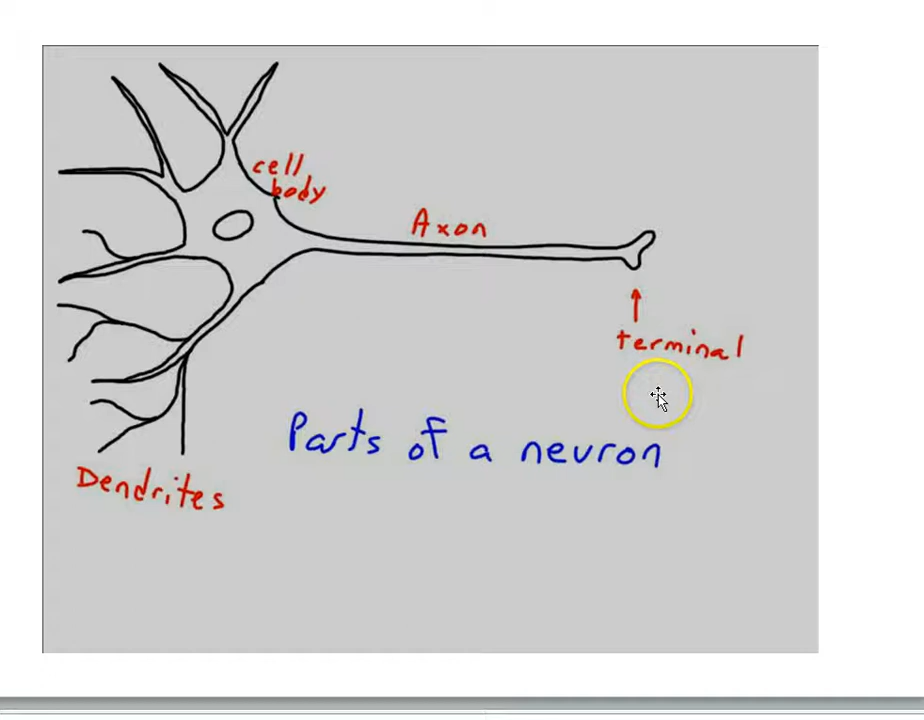 cell
body
Axon
terminal
Parts of a neuron
Dendrites